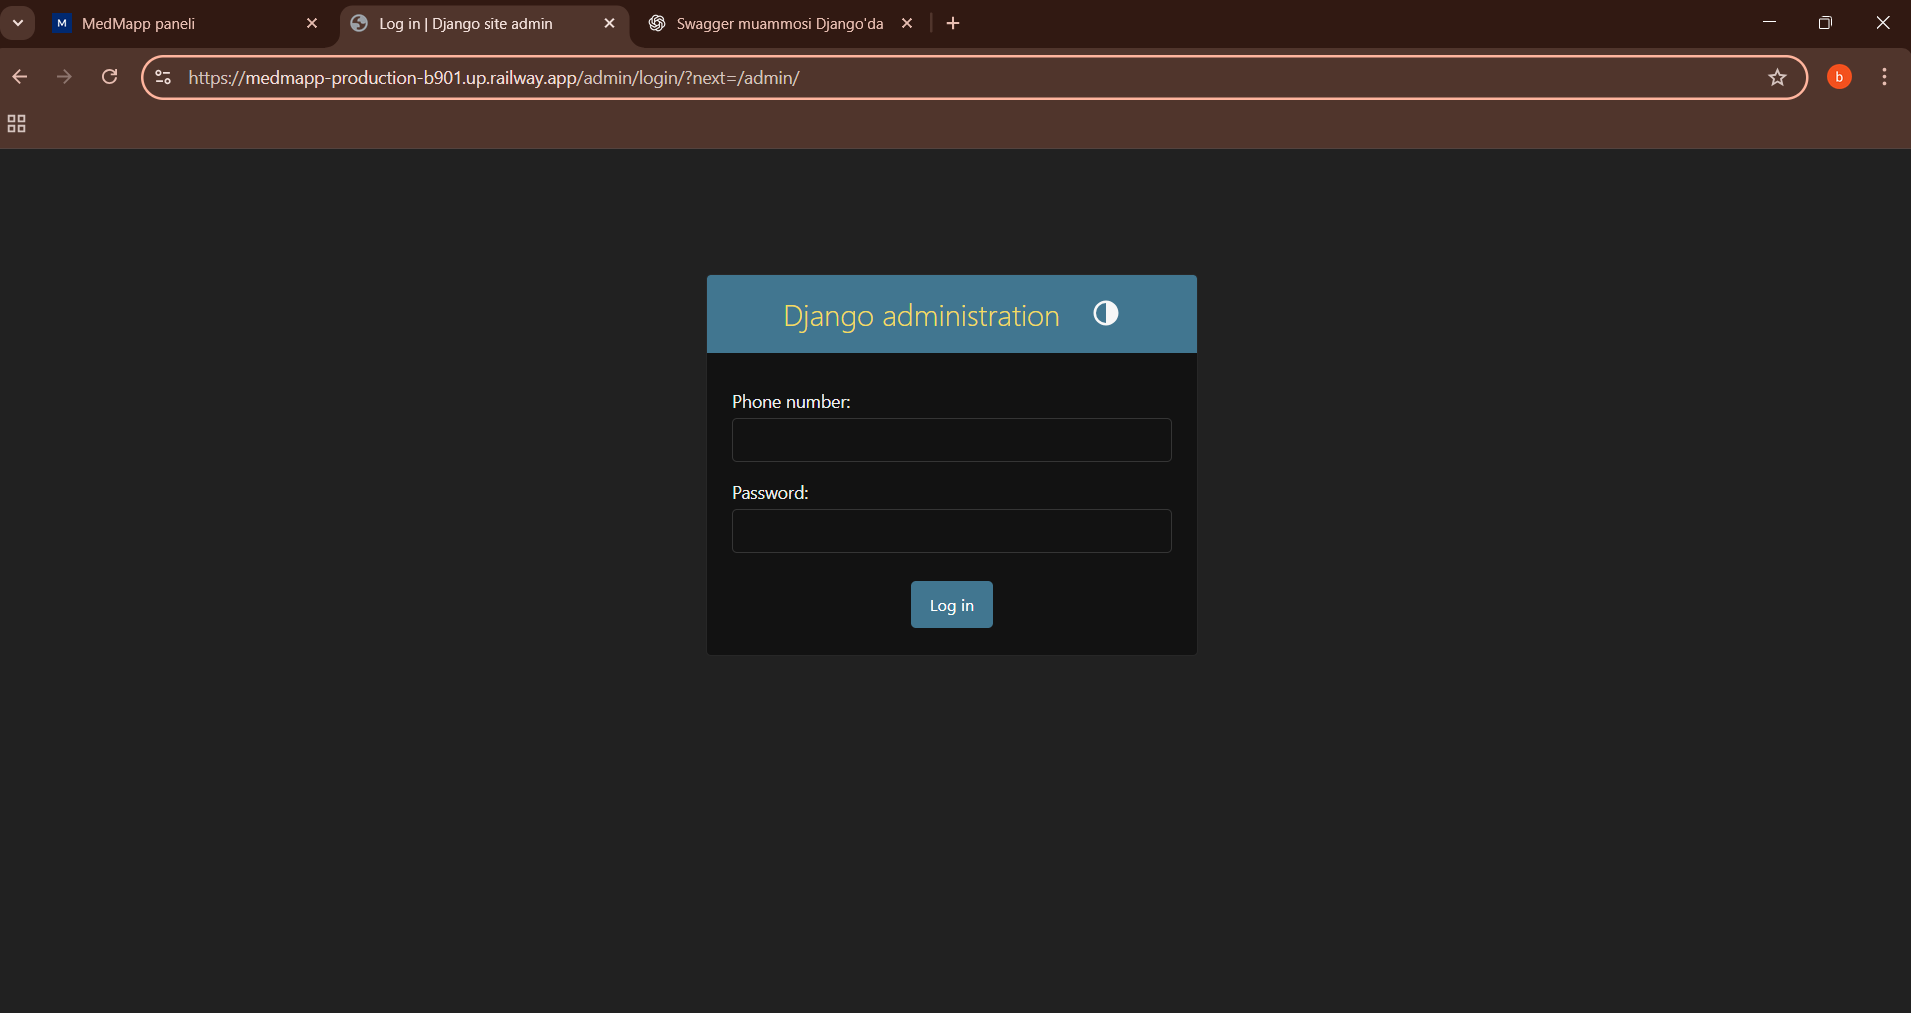 M MedMapp paneli
Log in | Django site admin
Swagger muammosi Django'da
https://medmapp-production-b901.up.railway.app/admin/login/?next=/admin/
b
Django administration
Phone number:
Password:
Log in